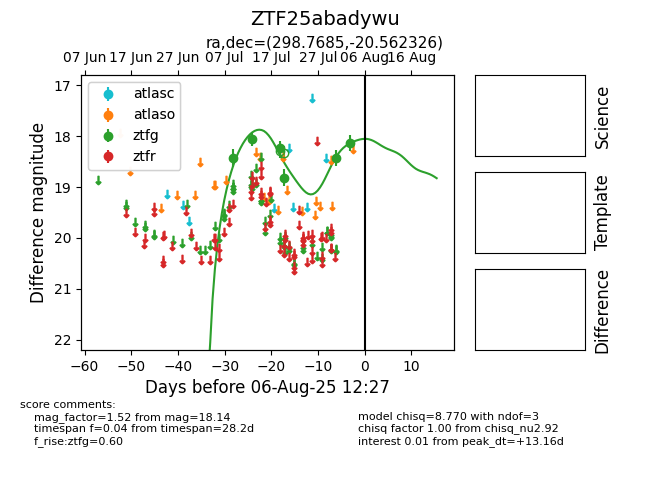 ZTF25abadywu
ra,dec=(298.7685,-20.562326)
07 Jun 17 Jun 27 Jun 07 Jul 17 Jul 27 Jul 06 Aug 16 Aug
atlasc
atlaso
ztfg
ztfr
17
18
19
20
21
22
Difference magnitude
−60 −50 −40 −30 −20 −10 0 10
Days before 06-Aug-25 12:27
Science
Template
Difference
score comments:
mag_factor=1.52 from mag=18.14
timespan f=0.04 from timespan=28.2d
f_rise:ztfg=0.60
model chisq=8.770 with ndof=3
chisq factor 1.00 from chisq_nu2.92
interest 0.01 from peak_dt=+13.16d